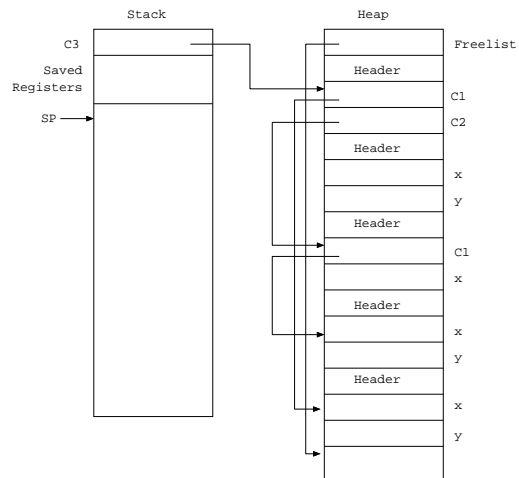 Stack
Heap
C3
Freelist
Saved
Registers
Header
C1
SP
C2
Header
x
y
Header
C1
x
Header
x
y
Header
x
y